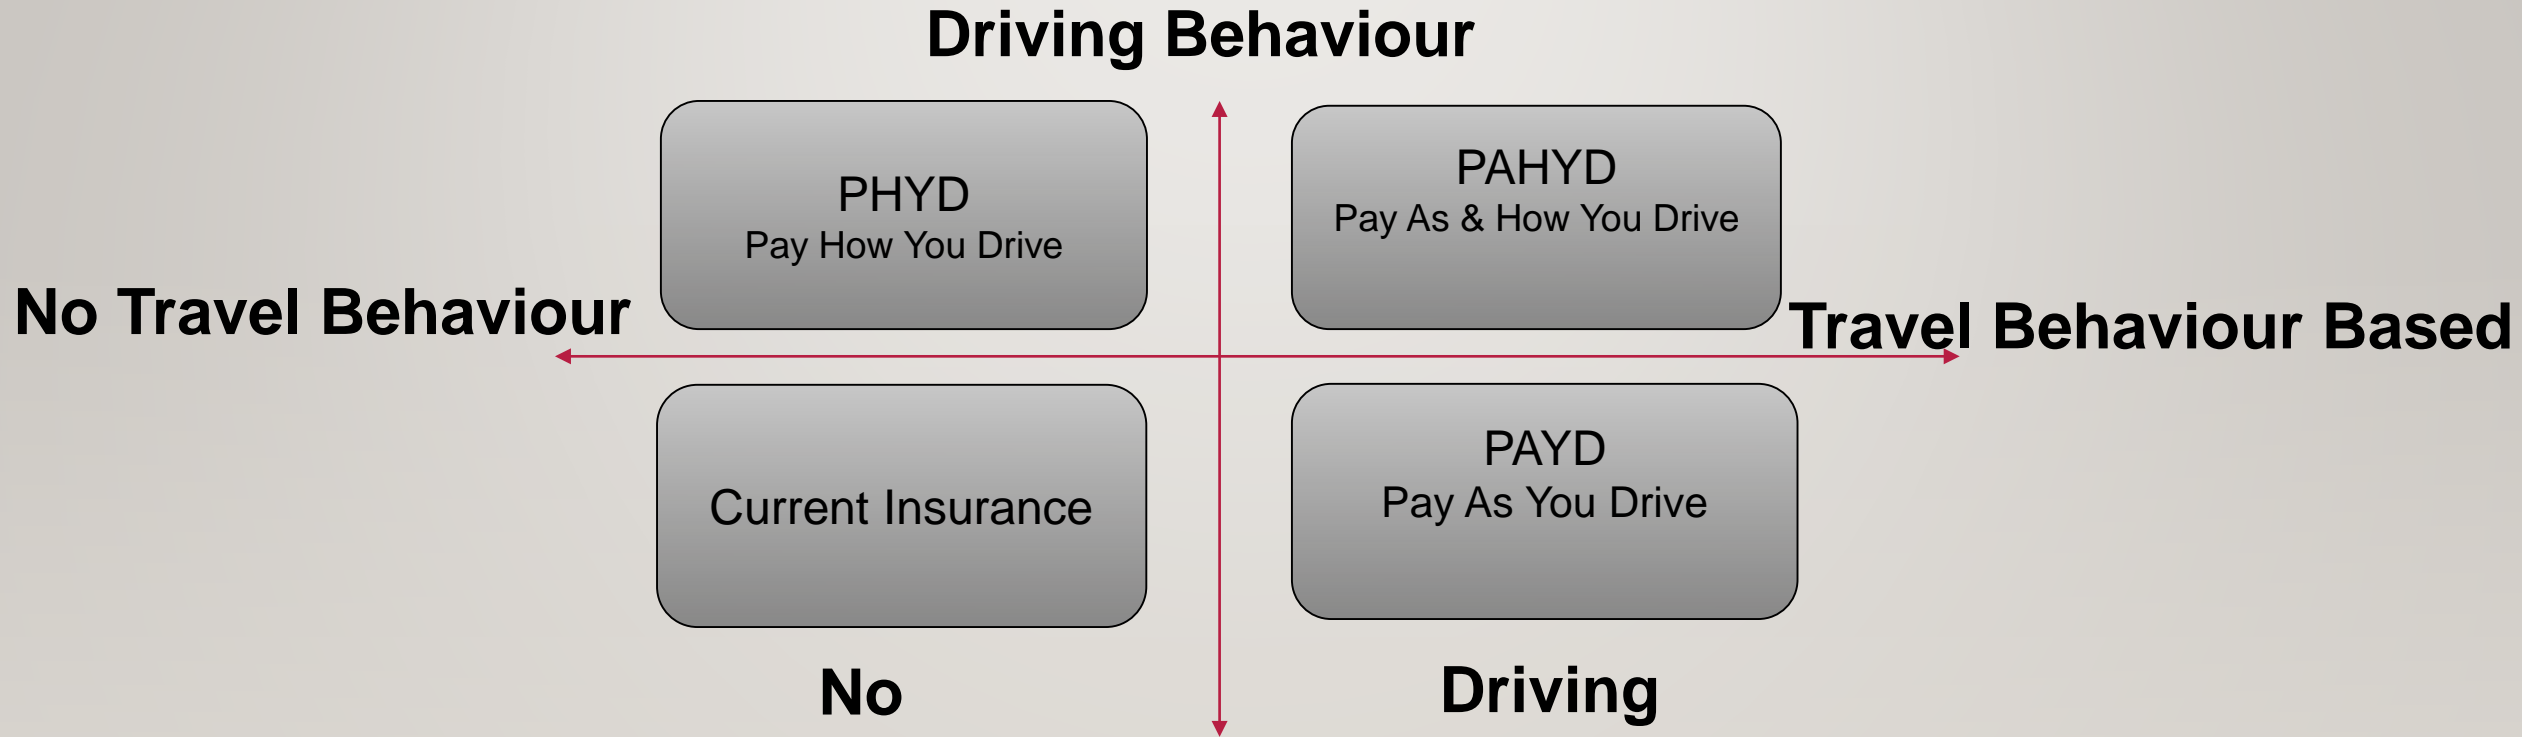 Driving Behaviour
PHYD
Pay How You Drive
PAHYD
Pay As & How You Drive
No Travel Behaviour
Travel Behaviour Based
Current Insurance
PAYD
Pay As You Drive
No
Driving